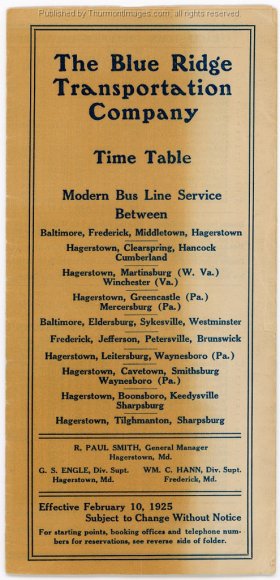 Published by ThurmontImages.com, all rights reserved.
The Blue Ridge
Transportation
Company
Time Table
Modern Bus Line Service
Between
Baltimore, Frederick, Middletown, Hagerstown
Hagerstown, Clearspring, Hancock
Cumberland
Hagerstown, Martinsburg (W. Va.)
Winchester (Va.)
Hagerstown, Greencastle (Pa.)
Mercersburg (Pa.)
Baltimore, Eldersburg, Sykesville, Westminster
Frederick, Jefferson, Petersville, Brunswick
Hagerstown, Leitersburg, Waynesboro (Pa.)
Hagerstown, Cavetown, Smithsburg
Waynesboro (Pa.)
Hagerstown, Boonsboro, Keedysville
Sharpsburg
Hagerstown, Tilghmanton, Sharpsburg
R. PAUL SMITH, General Manager
Hagerstown, Md.
G. S. ENGLE, Div. Supt. WM. C. HANN, Div. Supt.
Hagerstown, Md. Frederick, Md.
Effective February 10, 1925
Subject to Change Without Notice
For starting points, booking offices and telephone num-
bers for reservations, see reverse side of folder.